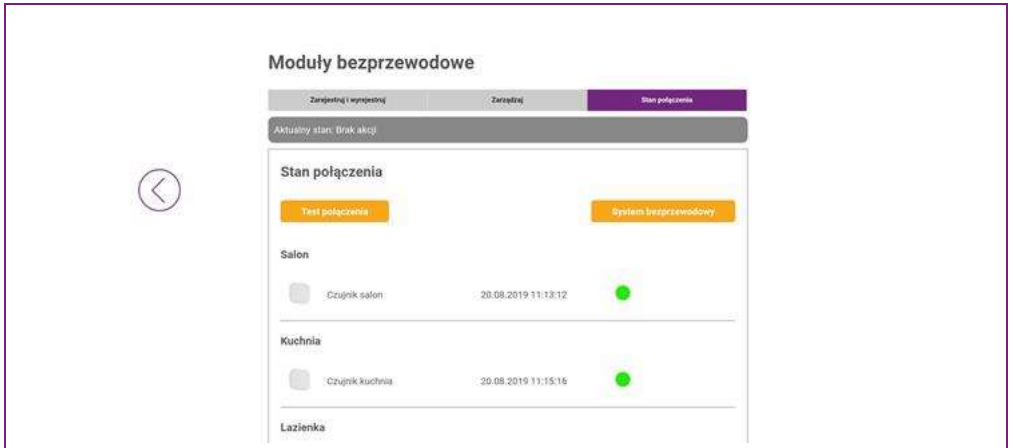 Moduły bezprzewodowe
Zarejestruj i wyrejestruj Zarządzaj Stan połączenia
Aktualny stan: Brak akcji
Stan połączenia
Test połączenia System bezprzewodowy
Salon
Czujnik salon 20.08.2019 11:13:12
Kuchnia
Czujnik kuchnia 20.08.2019 11:15:16
Lazienka